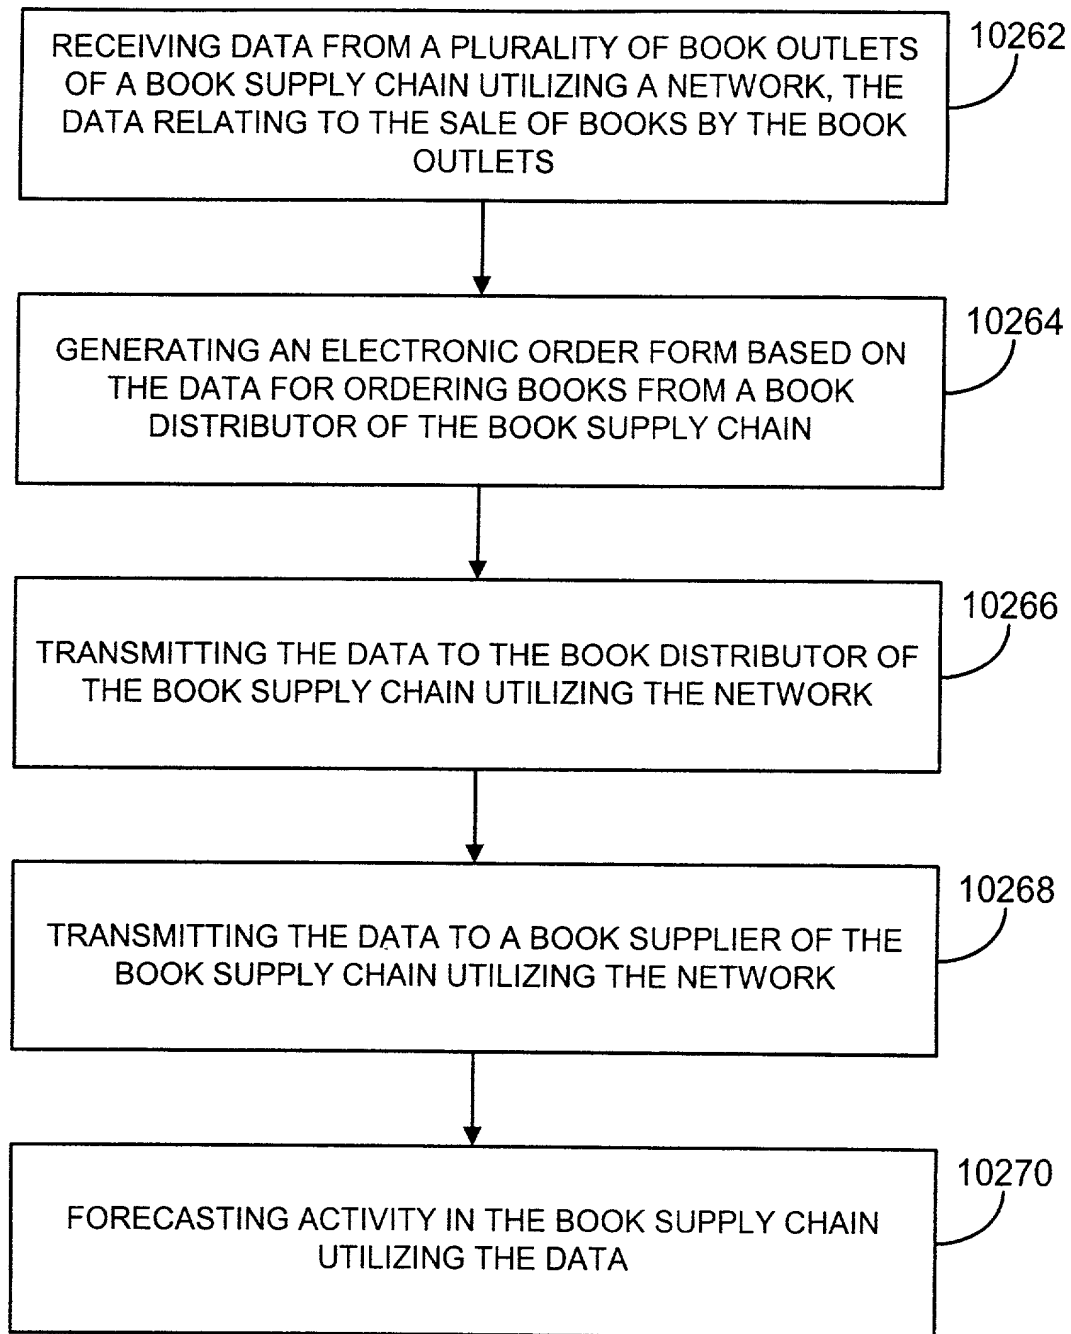 RECEIVING DATA FROM A PLURALITY OF BOOK OUTLETS
OF A BOOK SUPPLY CHAIN UTILIZING A NETWORK, THE
DATA RELATING TO THE SALE OF BOOKS BY THE BOOK
OUTLETS
10262
GENERATING AN ELECTRONIC ORDER FORM BASED ON
THE DATA FOR ORDERING BOOKS FROM A BOOK
DISTRIBUTOR OF THE BOOK SUPPLY CHAIN
10264
TRANSMITTING THE DATA TO THE BOOK DISTRIBUTOR OF
THE BOOK SUPPLY CHAIN UTILIZING THE NETWORK
10266
TRANSMITTING THE DATA TO A BOOK SUPPLIER OF THE
BOOK SUPPLY CHAIN UTILIZING THE NETWORK
10268
FORECASTING ACTIVITY IN THE BOOK SUPPLY CHAIN
UTILIZING THE DATA
10270